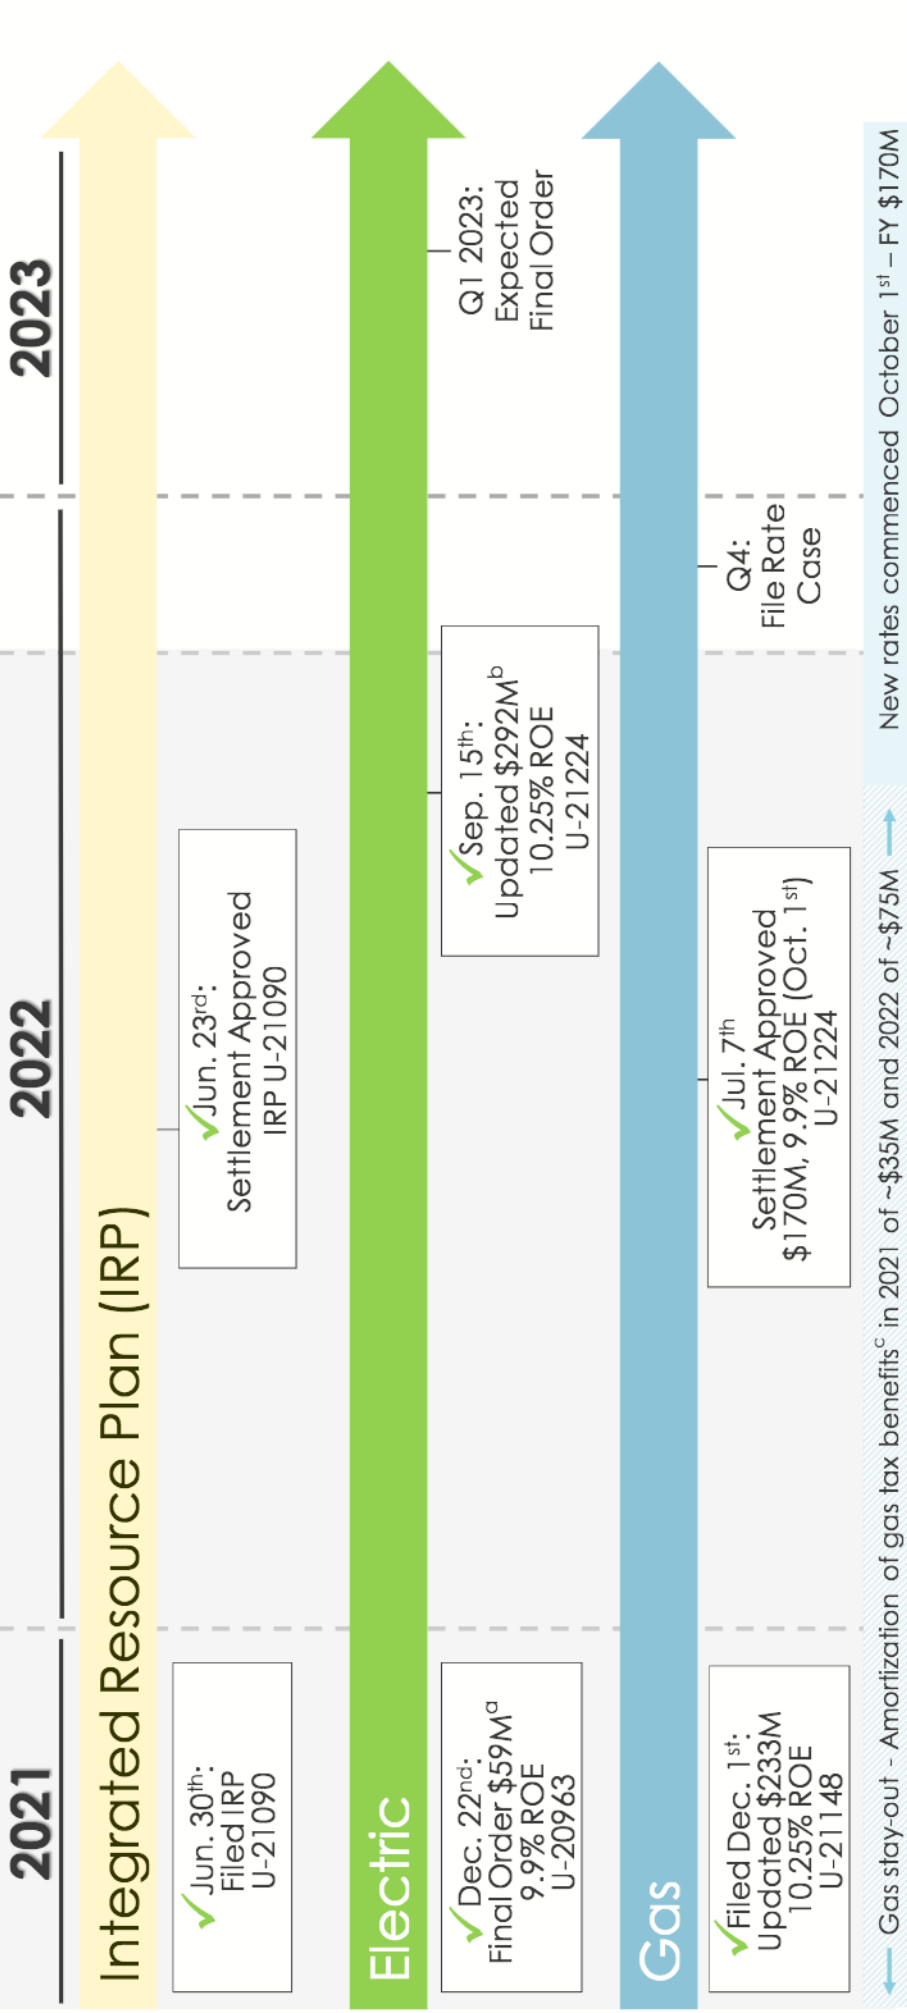 2021
2022
2023
Integrated Resource Plan (IRP)
✓Jun. 30th:
Filed IRP
U-21090
✓Jun. 23rd:
Settlement Approved
IRP U-21090
Electric
✓Dec. 22nd:
Final Order $59Ma
9.9% ROE
U-20963
✓Sep. 15th:
Updated $292Mb
10.25% ROE
U-21224
Q1 2023:
Expected
Final Order
Gas
✓Filed Dec. 1st:
Updated $233M
10.25% ROE
U-21148
✓Jul. 7th
Settlement Approved
$170M, 9.9% ROE (Oct. 1st)
U-21224
Q4:
File Rate
Case
Gas stay-out - Amortization of gas tax benefitsc in 2021 of ~$35M and 2022 of ~$75M
New rates commenced October 1st – FY $170M